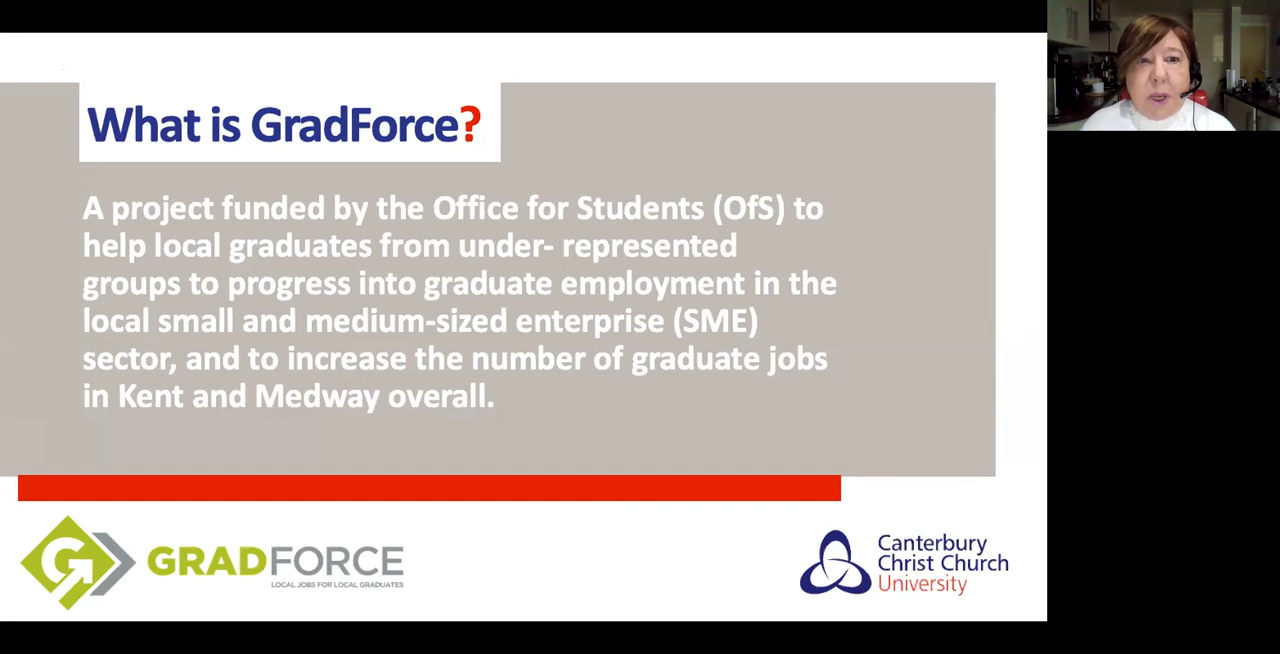 What is GradForce?
A project funded by the Office for Students (OfS) to
help local graduates from under- represented
groups to progress into graduate employment in the
local small and medium-sized enterprise (SME)
sector, and to increase the number of graduate jobs
in Kent and Medway overall.
G
GRADFORCE
LOCAL JOBS FOR LOCAL GRADUATES
Canterbury
Christ Church
University